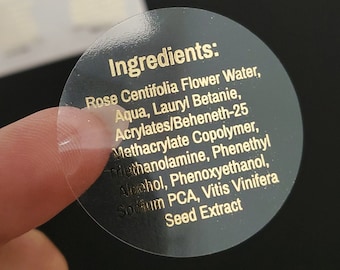 Ingredients:
Rose Centifolia Flower Water,
Aqua, Lauryl Betanie,
Acrylates/Beheneth-25
Methacrylate Copolymer,
Triethanolamine, Phenethyl
Alcohol, Phenoxyethanol,
Sodium PCA, Vitis Vinifera
Seed Extract